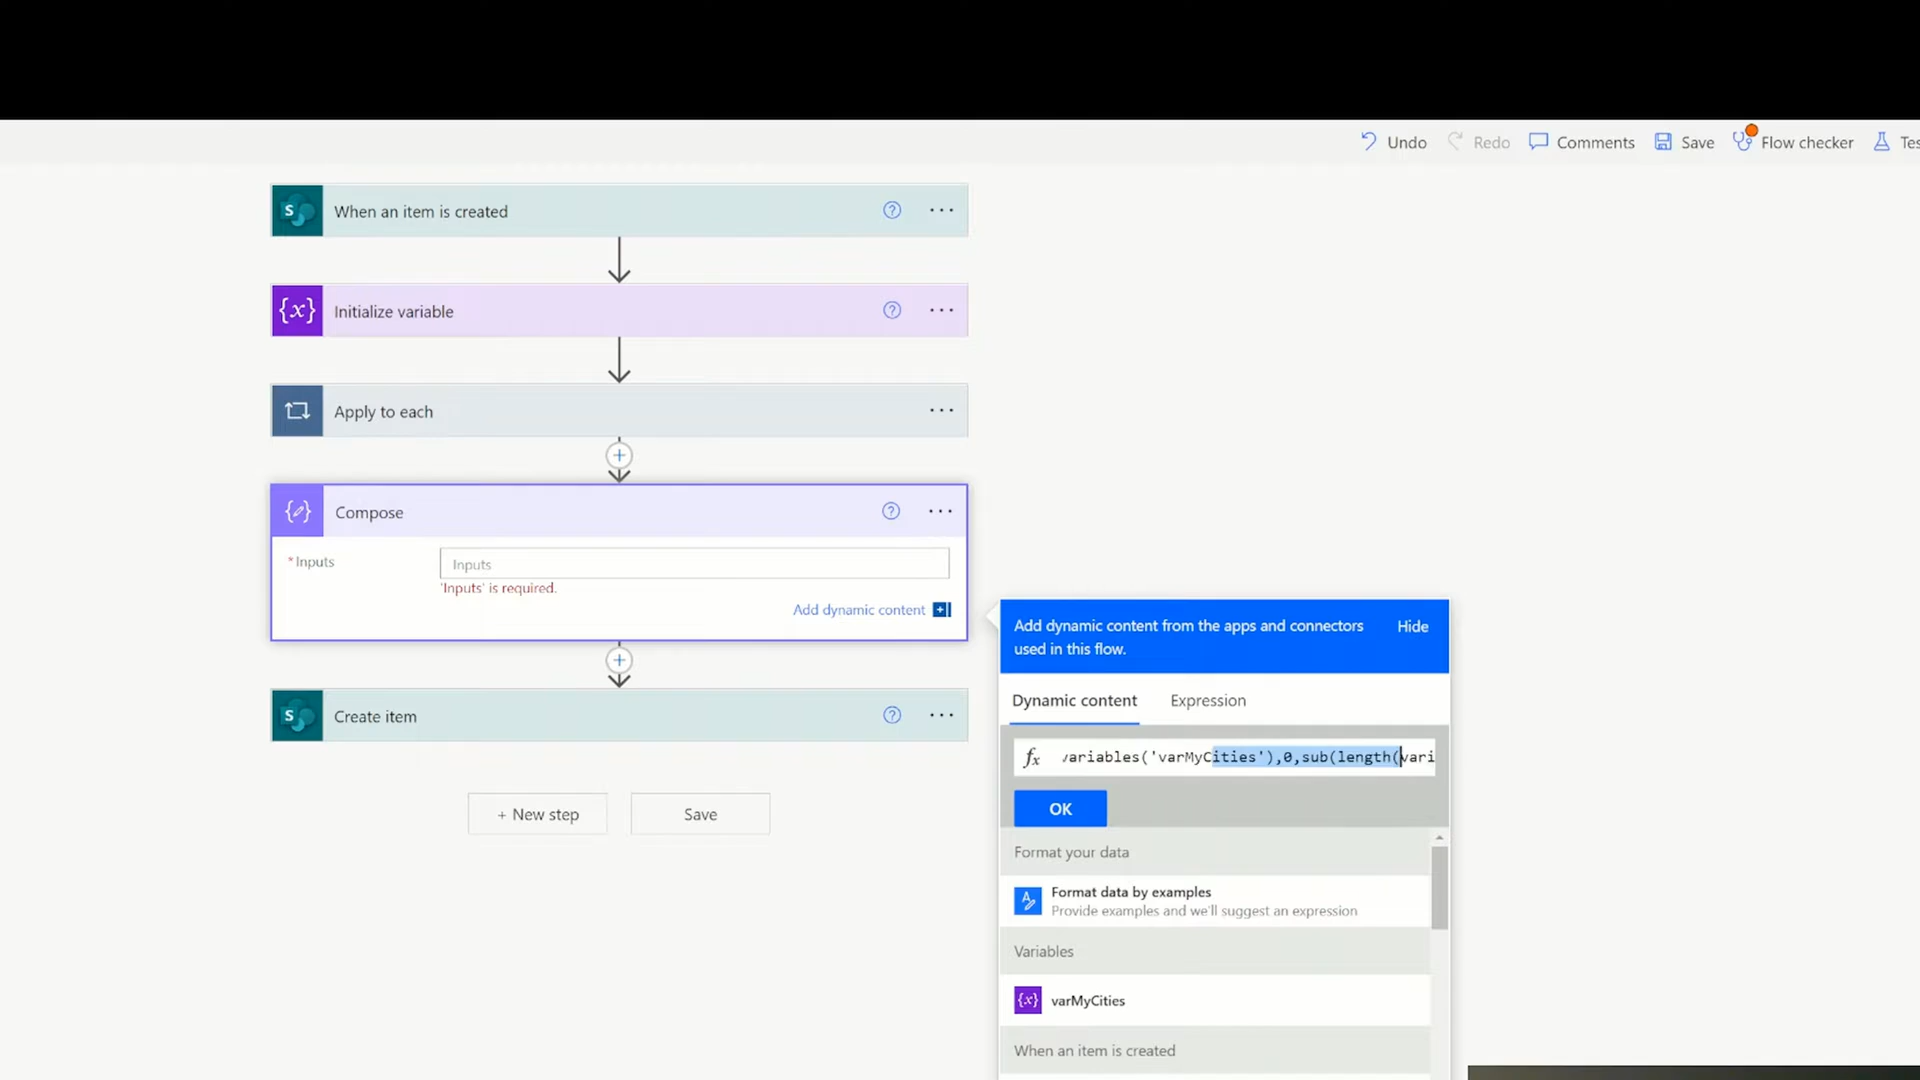 Undo Redo Comments Save Flow checker
When an item is created
Initialize variable
Apply to each
Compose
*Inputs Inputs
'Inputs' is required.
Add dynamic content
Create item
+ New step Save
Add dynamic content from the apps and connectors
used in this flow.
Hide
Dynamic content Expression
fx variables('varMyCities'),0,sub(length(vari
OK
Format your data
Format data by examples
Provide examples and we'll suggest an expression
Variables
{x} varMyCities
When an item is created